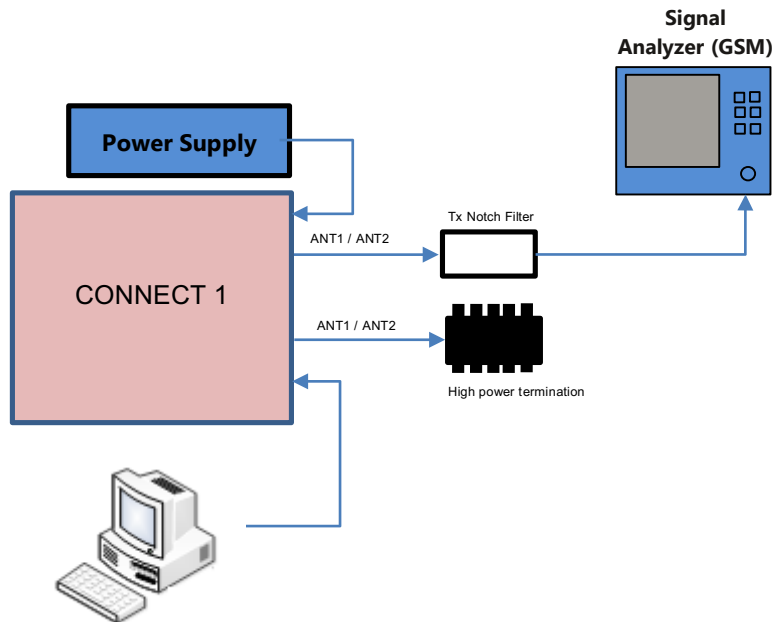 Signal
Analyzer (GSM)
Power Supply
Tx Notch Filter
ANT1 / ANT2
CONNECT 1
ANT1 / ANT2
High power termination